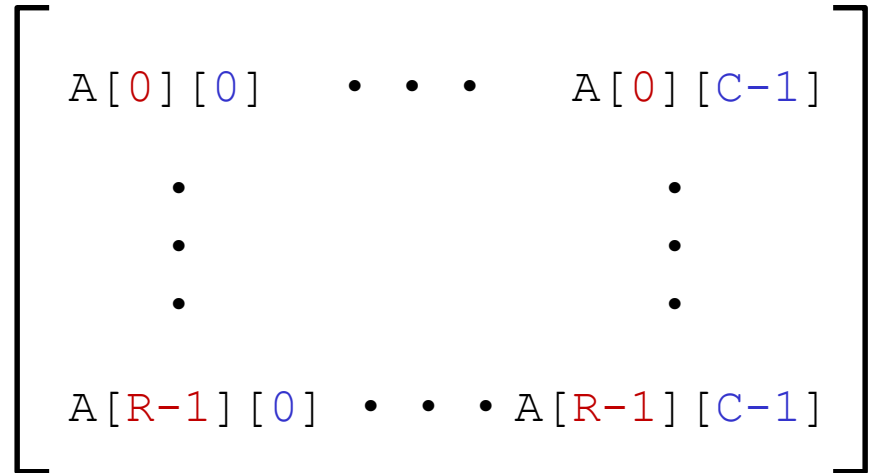 A[0][0] • • • A[0][C-1]
• •
• •
• •
A[R-1][0] • • • A[R-1][C-1]